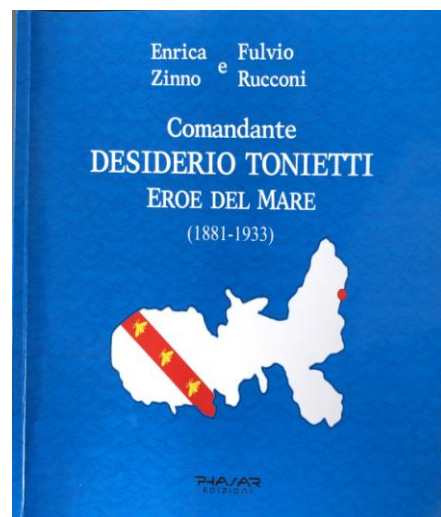 Enrica e Fulvio
Zinno Rucconi
Comandante
DESIDERIO TONIETTI
EROE DEL MARE
(1881-1933)
PHASAR
EDIZIONI